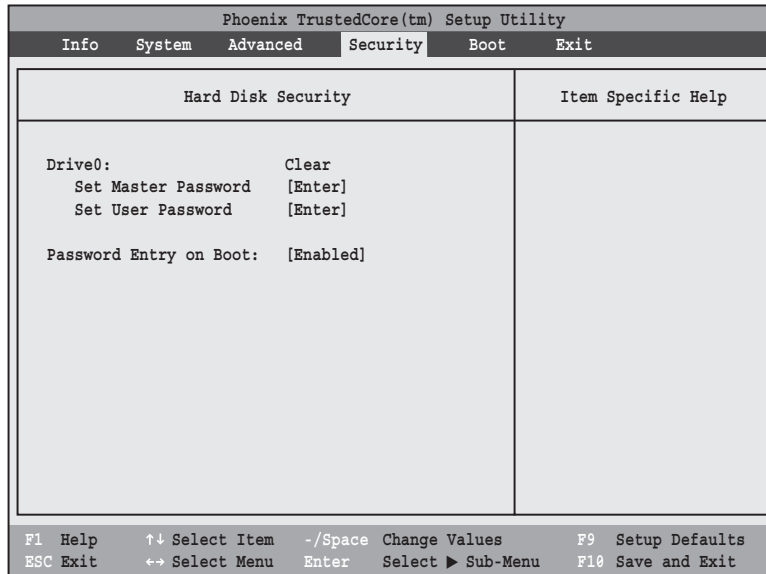 Phoenix TrustedCore(tm) Setup Utility
Info System Advanced Security Boot Exit
Hard Disk Security
Item Specific Help
Drive0: Clear
Set Master Password [Enter]
Set User Password [Enter]
Password Entry on Boot: [Enabled]
F1 Help ↑↓ Select Item -/Space Change Values F9 Setup Defaults
ESC Exit ←→ Select Menu Enter Select ▶ Sub-Menu F10 Save and Exit